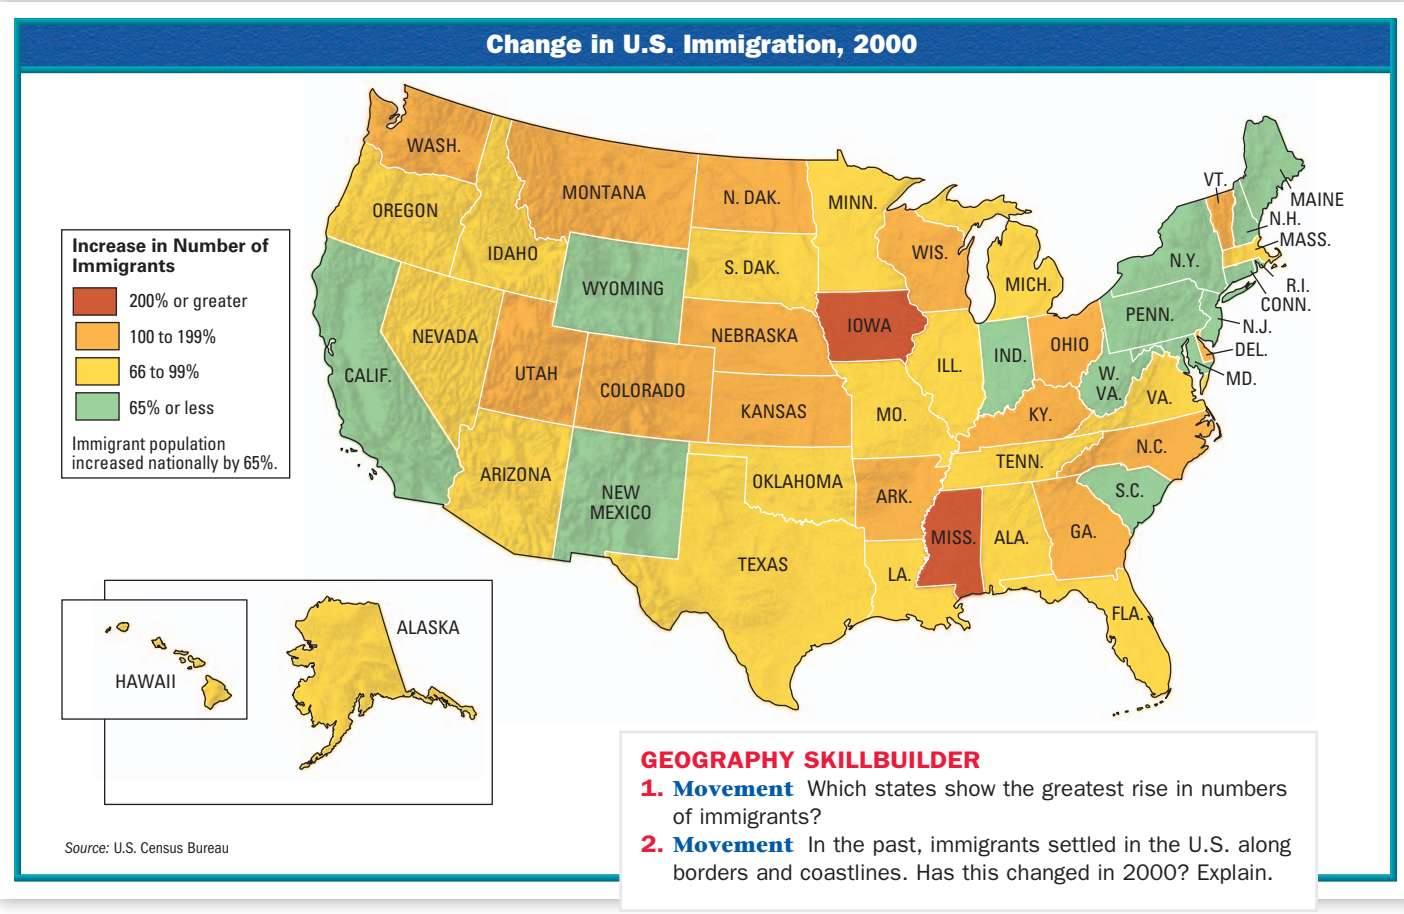 Change in U.S. Immigration, 2000
Increase in Number of
Immigrants
200% or greater
100 to 199%
66 to 99%
65% or less
Immigrant population
increased nationally by 65%.
WASH.
OREGON
IDAHO
MONTANA
N. DAK.
MINN.
S. DAK.
WYOMING
WIS.
MICH.
VT.
MAINE
N.H.
MASS.
N.Y.
R.I.
CONN.
PENN.
N.J.
DEL.
MD.
NEVADA
CALIF.
UTAH
COLORADO
NEBRASKA
IOWA
KANSAS
ILL.
IND.
OHIO
W.
VA.
VA.
MO.
KY.
ARIZONA
NEW
MEXICO
OKLAHOMA
ARK.
TENN.
N.C.
S.C.
TEXAS
LA.
MISS.
ALA.
GA.
FLA.
ALASKA
HAWAII
Source: U.S. Census Bureau
GEOGRAPHY SKILLBUILDER
1. Movement Which states show the greatest rise in numbers
of immigrants?
2. Movement In the past, immigrants settled in the U.S. along
borders and coastlines. Has this changed in 2000? Explain.